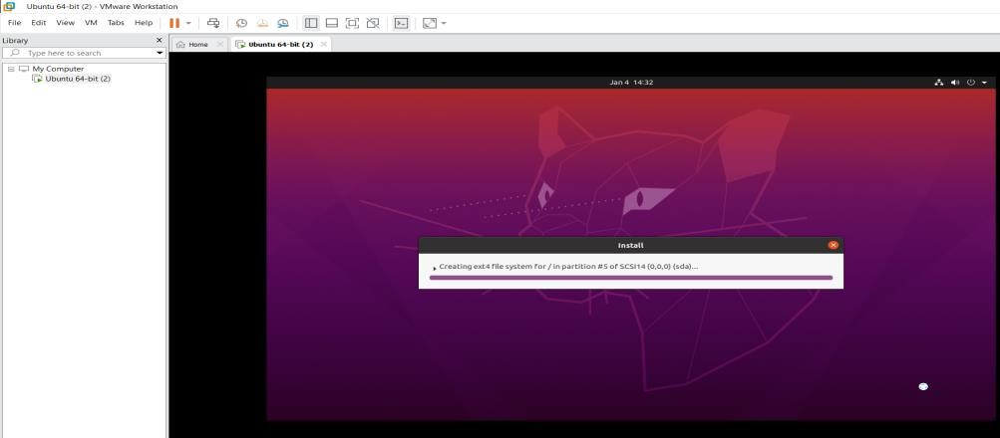 Ubuntu 64-bit (2) - VMware Workstation
File Edit View VM Tabs Help
Library
Type here to search
My Computer
Ubuntu 64-bit (2)
Home
Ubuntu 64-bit (2)
Jan 4 14:32
Install
Creating ext4 file system for / in partition #5 of SCSI14 (0,0,0) (sda)...